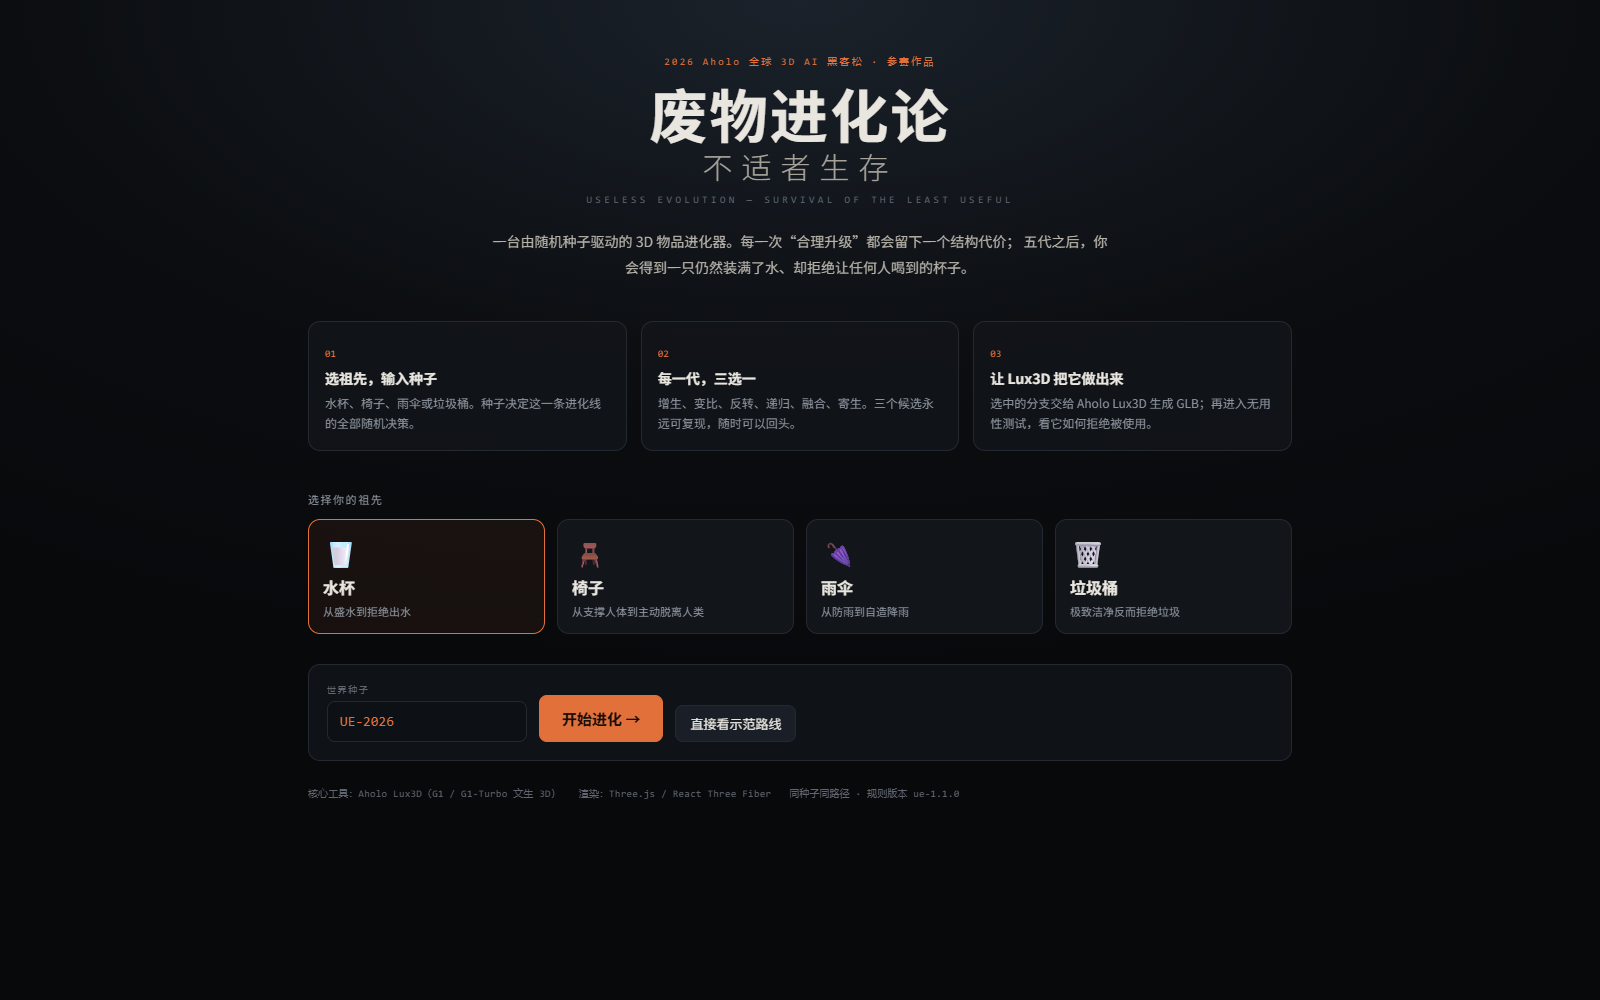 2026 Aholo 全球 3D AI 黑客松 · 参赛作品
废物进化论
不适者生存
USELESS EVOLUTION — SURVIVAL OF THE LEAST USEFUL
一台由随机种子驱动的 3D 物品进化器。每一次“合理升级”都会留下一个结构代价； 五代之后，你
会得到一只仍然装满了水、却拒绝让任何人喝到的杯子。
01
选祖先，输入种子
水杯、椅子、雨伞或垃圾桶。种子决定这一条进化线
的全部随机决策。
02
每一代，三选一
增生、变比、反转、递归、融合、寄生。三个候选永
远可复现，随时可以回头。
03
让 Lux3D 把它做出来
选中的分支交给 Aholo Lux3D 生成 GLB；再进入无用
性测试，看它如何拒绝被使用。
选择你的祖先
水杯
从盛水到拒绝出水
椅子
从支撑人体到主动脱离人类
雨伞
从防雨到自造降雨
垃圾桶
极致洁净反而拒绝垃圾
世界种子
UE-2026
开始进化 →
直接看示范路线
核心工具：Aholo Lux3D（G1 / G1-Turbo 文生 3D） 渲染：Three.js / React Three Fiber 同种子同路径 · 规则版本 ue-1.1.0